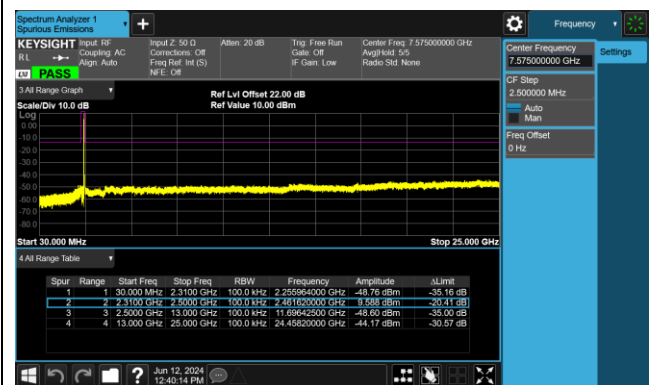 Spectrum Analyzer 1
Spurious Emissions
Frequency
KEYSIGHT Input: RF Input Z: 50 Ω Atten: 20 dB Trig: Free Run Center Freq: 7.575000000 GHz
RL Coupling: AC Corrections: Off Gate: Off Avg|Hold: 5/5
Align: Auto Freq Ref: Int (S) IF Gain: Low Radio Std: None
LXI PASS NFE: Off
Center Frequency
7.575000000 GHz
Settings
CF Step
2.500000 MHz
Auto
Man
Freq Offset
0 Hz
3 All Range Graph
Ref Lvl Offset 22.00 dB
Scale/Div 10.0 dB Ref Value 10.00 dBm
Log
0.00
-10.0
-20.0
-30.0
-40.0
-50.0
-60.0
-70.0
-80.0
Start 30.000 MHz Stop 25.000 GHz
4 All Range Table
Spur Range Start Freq Stop Freq RBW Frequency Amplitude ΔLimit
1 1 30.000 MHz 2.3100 GHz 100.0 kHz 2.255964000 GHz -48.76 dBm -35.16 dB
2 2 2.3100 GHz 2.5000 GHz 100.0 kHz 2.461620000 GHz 9.588 dBm -20.41 dB
3 3 2.5000 GHz 13.000 GHz 100.0 kHz 11.69642500 GHz -48.60 dBm -35.00 dB
4 4 13.000 GHz 25.000 GHz 100.0 kHz 24.45820000 GHz -44.17 dBm -30.57 dB
Jun 12, 2024
12:40:14 PM